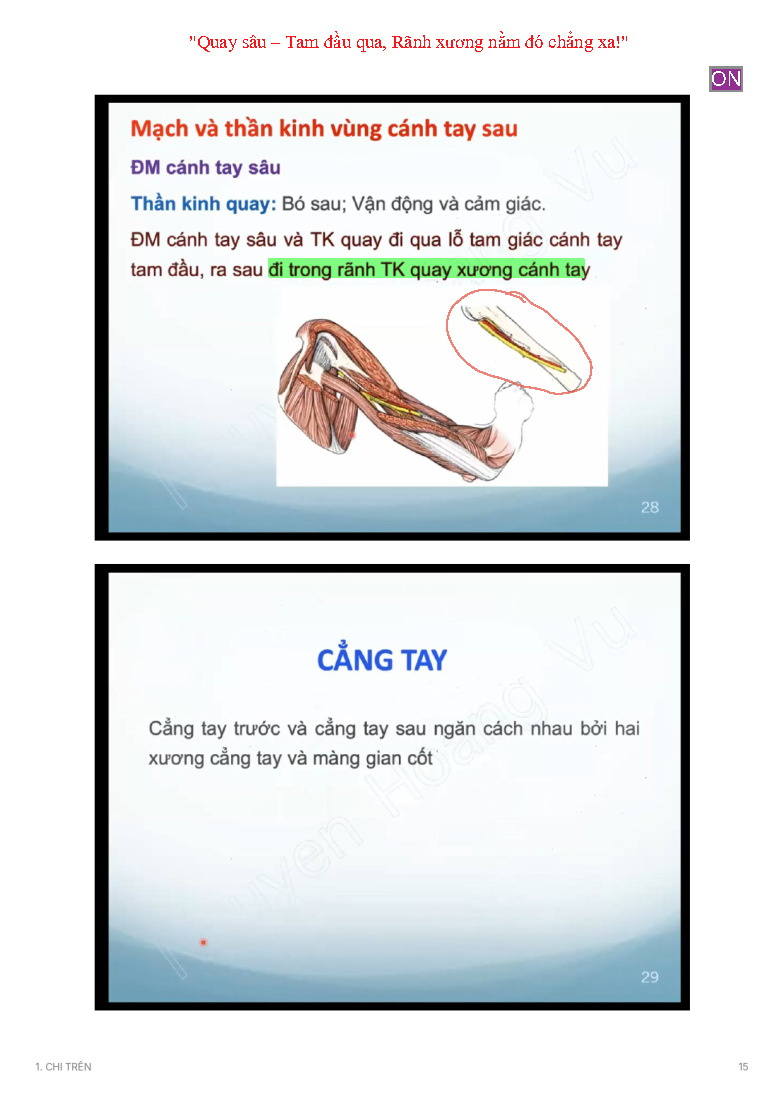 "Quay sâu – Tam đầu qua, Rãnh xương nằm đó chẳng xa!"
ON
Mạch và thần kinh vùng cánh tay sau
ĐM cánh tay sâu
Thần kinh quay: Bó sau; Vận động và cảm giác.
ĐM cánh tay sâu và TK quay đi qua lỗ tam giác cánh tay
tam đầu, ra sau đi trong rãnh TK quay xương cánh tay
28
CẲNG TAY
Cẳng tay trước và cẳng tay sau ngăn cách nhau bởi hai
xương cẳng tay và màng gian cốt
29
1. CHI TRÊN
15